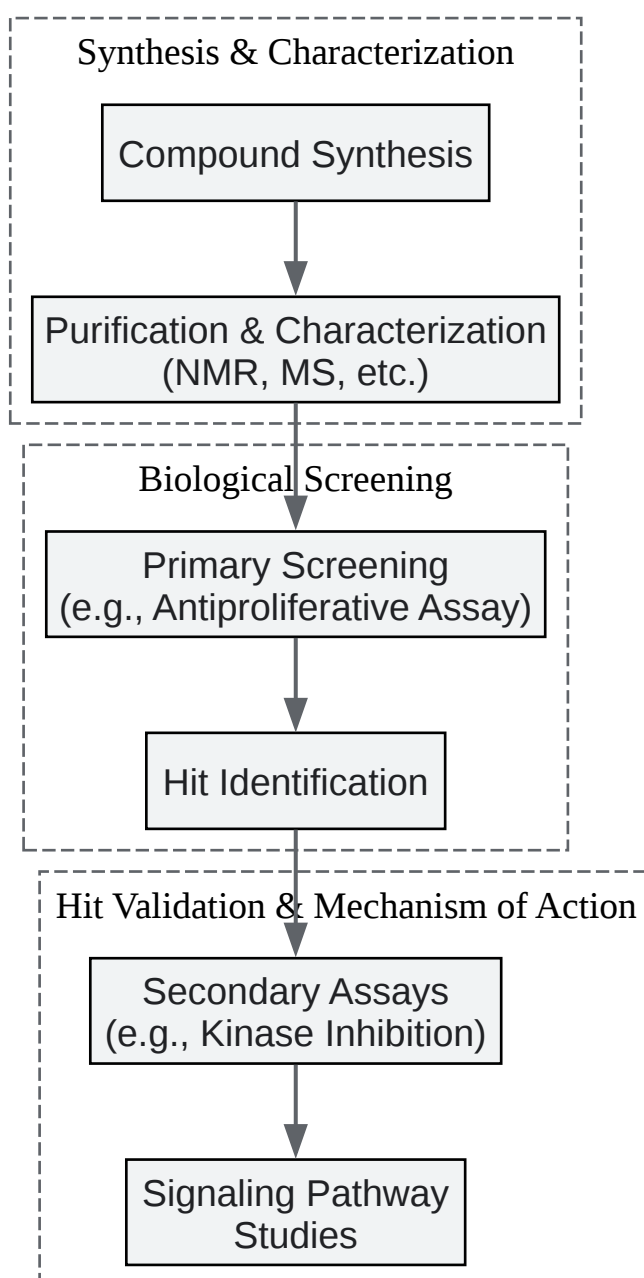 Synthesis & Characterization
Compound Synthesis
Purification & Characterization
(NMR, MS, etc.)
Biological Screening
Primary Screening
(e.g., Antiproliferative Assay)
Hit Identification
Hit Validation & Mechanism of Action
Secondary Assays
(e.g., Kinase Inhibition)
Signaling Pathway
Studies